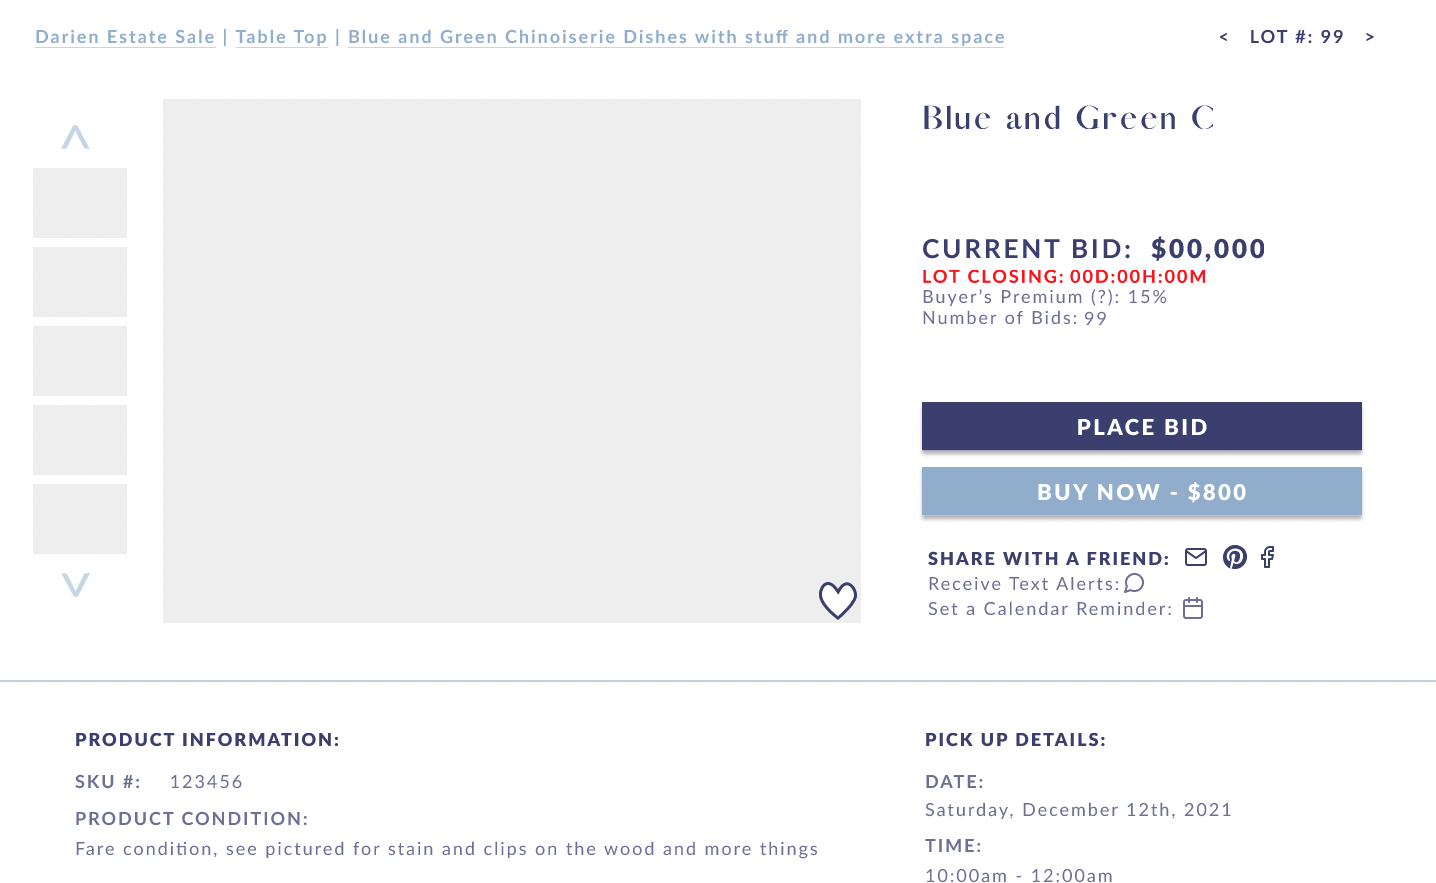 Darien Estate Sale | Table Top | Blue and Green Chinoiserie Dishes with stuff and more extra space
< LOT #: 99 >
Blue and Green C
CURRENT BID: $00,000
LOT CLOSING: 00D:00H:00M
Buyer’s Premium (?): 15%
Number of Bids: 99
PLACE BID
BUY NOW - $800
SHARE WITH A FRIEND:
Receive Text Alerts:
Set a Calendar Reminder:
PRODUCT INFORMATION:
SKU #: 123456
PRODUCT CONDITION:
Fare condition, see pictured for stain and clips on the wood and more things
PICK UP DETAILS:
DATE:
Saturday, December 12th, 2021
TIME:
10:00am - 12:00am